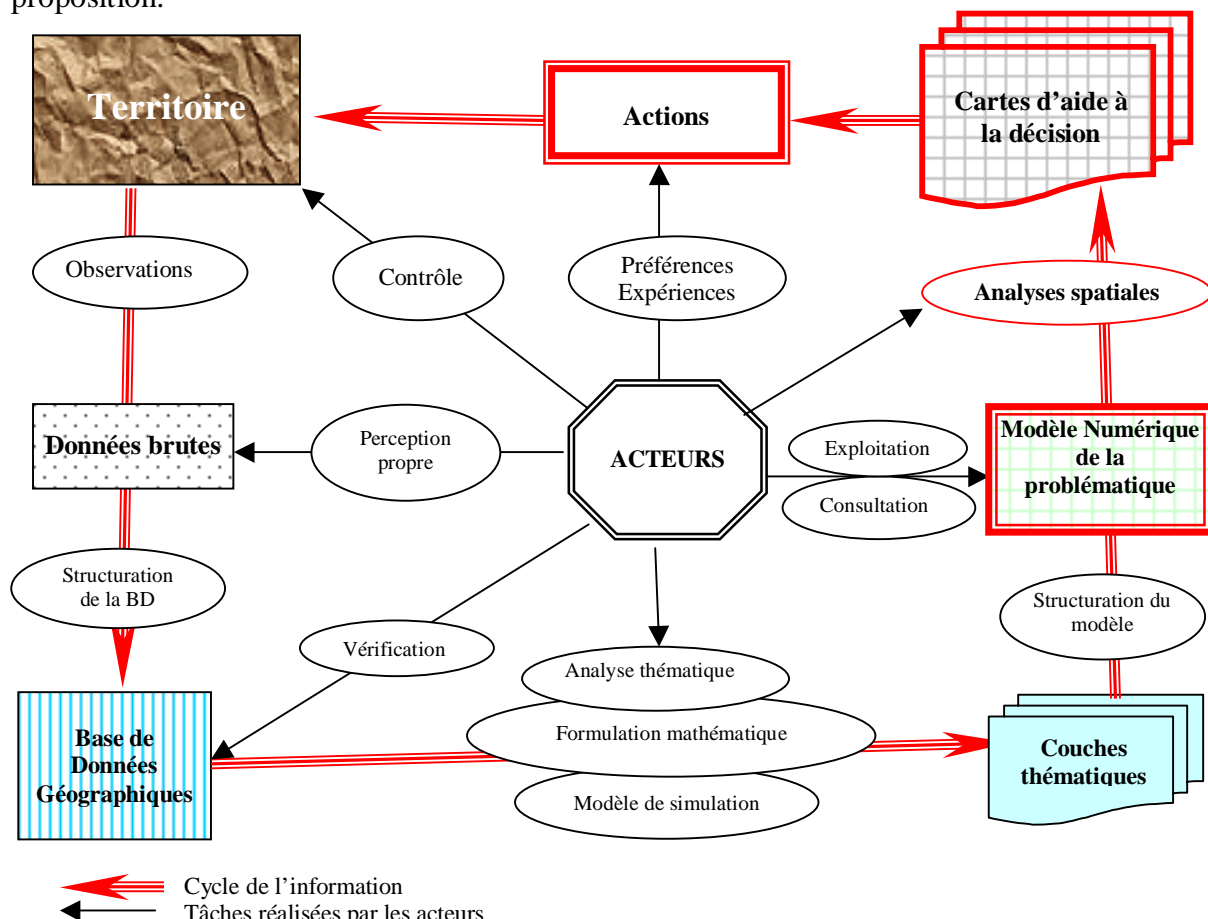 proposition.
Territoire
Actions
Cartes d'aide à
la décision
Observations
Contrôle
Préférences
Expériences
Analyses spatiales
Données brutes
Perception
propre
ACTEURS
Exploitation
Consultation
Modèle Numérique
de la
problématique
Structuration
de la BD
Vérification
Structuration du
modèle
Analyse thématique
Formulation mathématique
Modèle de simulation
Base de
Données
Géographiques
Couches
thématiques
Cycle de l'information
Tâches réalisées par les acteurs